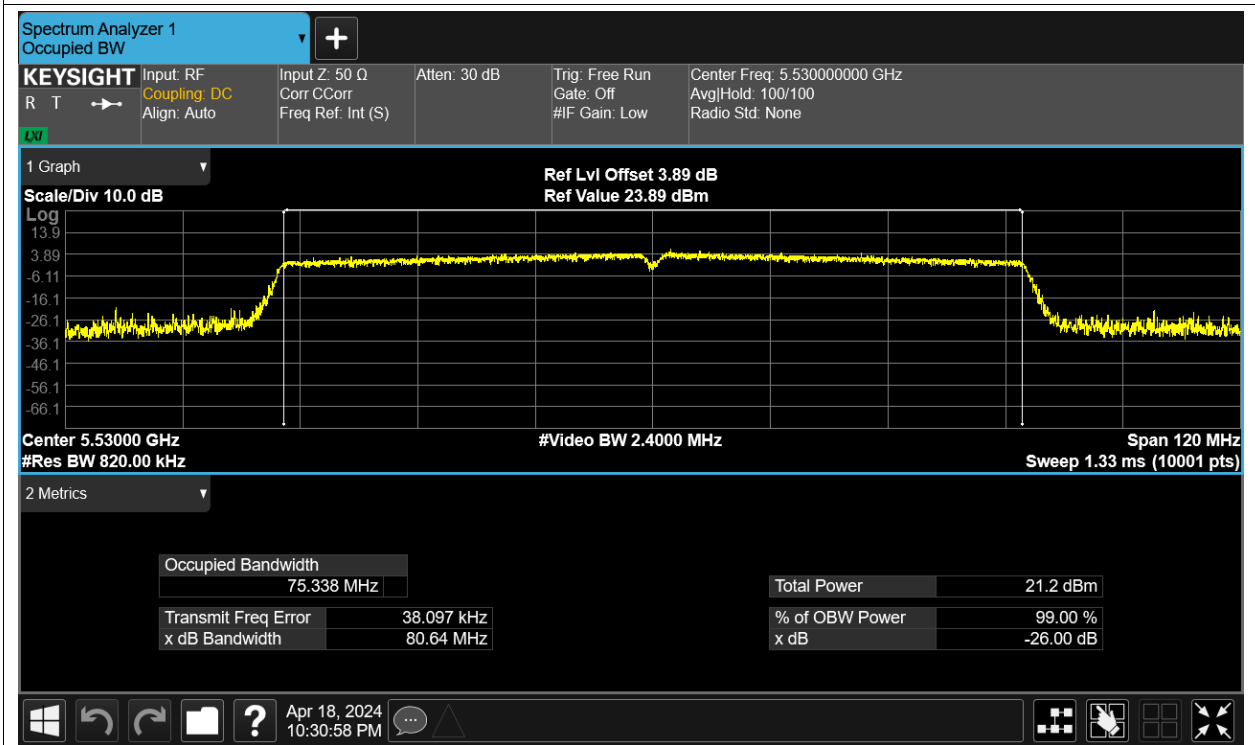 Spectrum Analyzer 1
Occupied BW
KEYSIGHT
R T
LXI
Input: RF
Coupling: DC
Align: Auto
Input Z: 50 Ω
Corr CCorr
Freq Ref: Int (S)
Atten: 30 dB
Trig: Free Run
Gate: Off
#IF Gain: Low
Center Freq: 5.530000000 GHz
Avg|Hold: 100/100
Radio Std: None
1 Graph
Scale/Div 10.0 dB
Ref Lvl Offset 3.89 dB
Ref Value 23.89 dBm
Log
13.9
3.89
-6.11
-16.1
-26.1
-36.1
-46.1
-56.1
-66.1
Center 5.53000 GHz
#Res BW 820.00 kHz
#Video BW 2.4000 MHz
Span 120 MHz
Sweep 1.33 ms (10001 pts)
2 Metrics
Occupied Bandwidth
75.338 MHz
Transmit Freq Error 38.097 kHz
x dB Bandwidth 80.64 MHz
Total Power 21.2 dBm
% of OBW Power 99.00 %
x dB -26.00 dB
?
Apr 18, 2024
10:30:58 PM